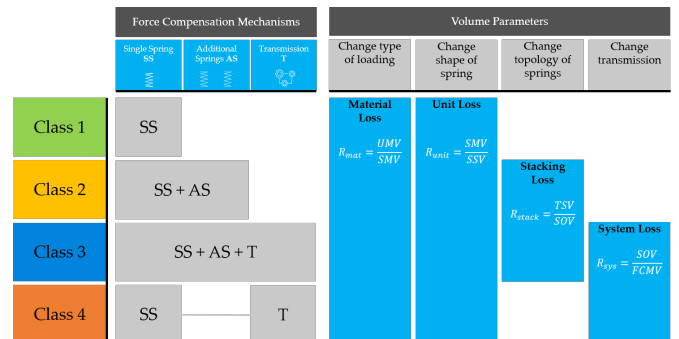 Force Compensation Mechanisms
Volume Parameters
Single Spring
SS
Additional
Springs AS
Transmission
T
Change type
of loading
Change
shape of
spring
Change
topology of
springs
Change
transmission
Class 1
SS
Class 2
SS + AS
Class 3
SS + AS + T
Class 4
SS
T
Material
Loss
R_mat = UMV/SMV
Unit Loss
R_unit = SMV/SSV
Stacking
Loss
R_stack = TSV/SOV
System Loss
R_sys = SOV/FCMV